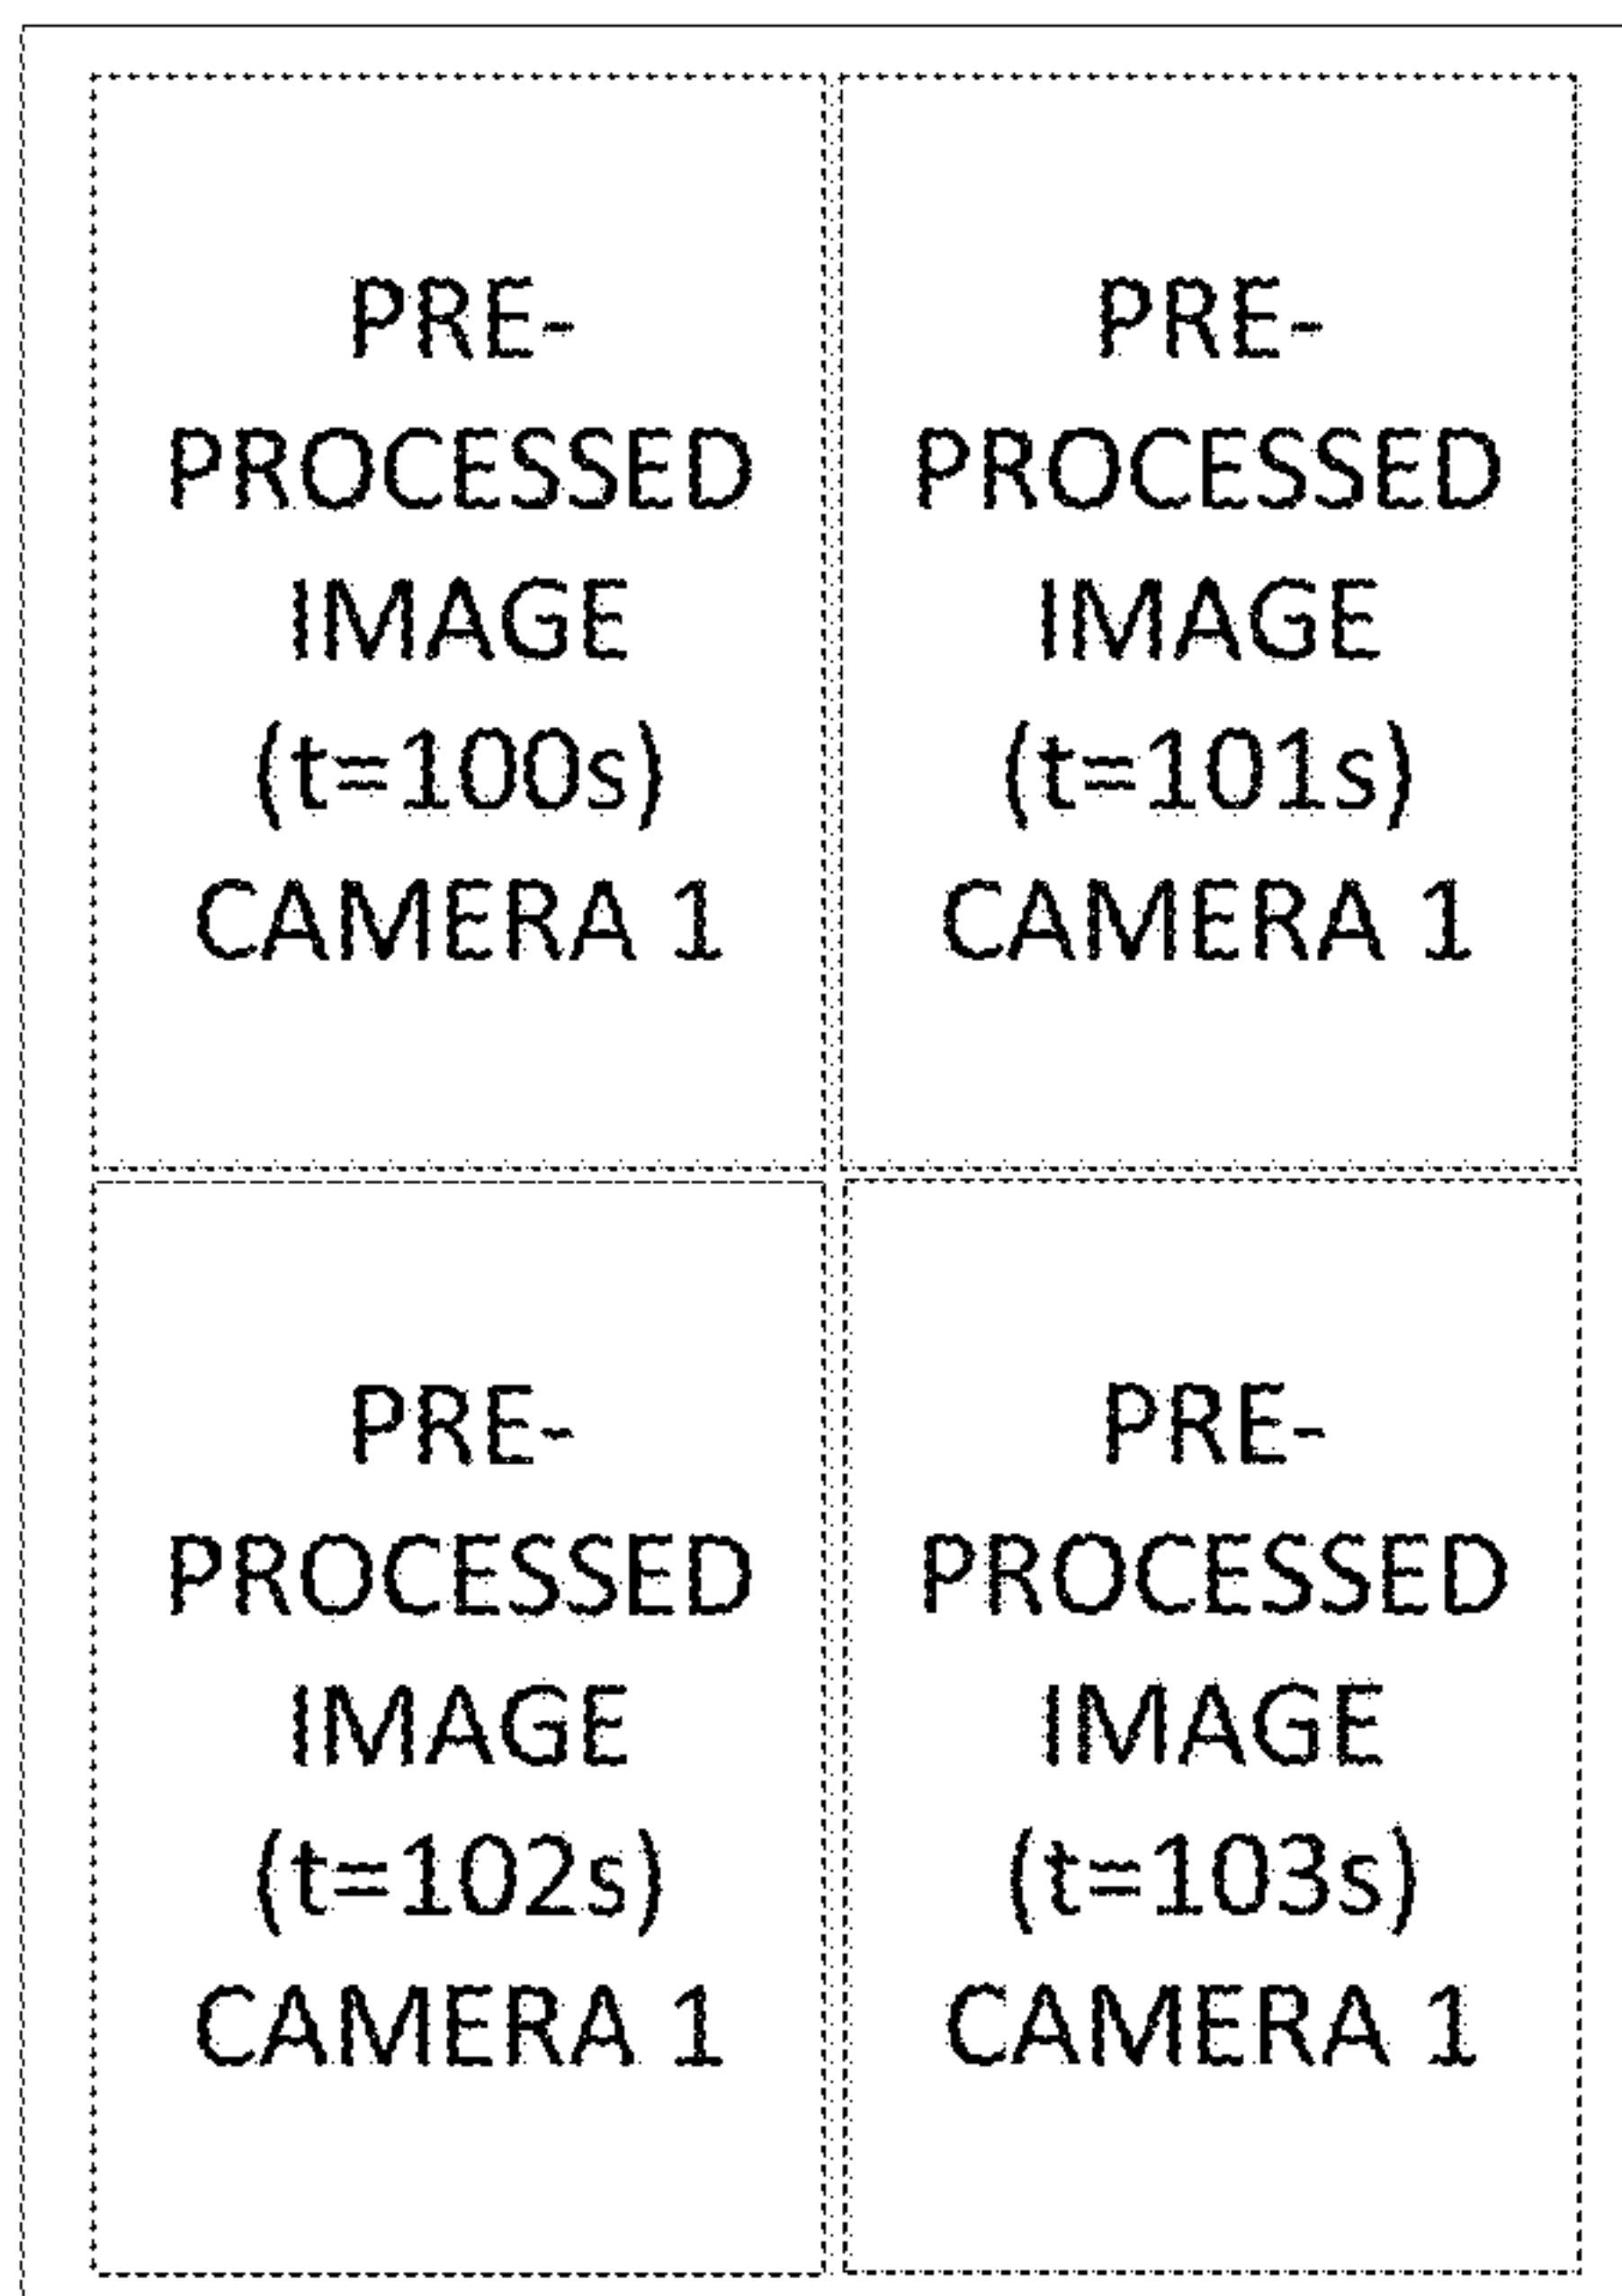 PRE-
PROCESSED
IMAGE
(t=100s)
CAMERA 1
PRE-
PROCESSED
IMAGE
(t=101s)
CAMERA 1
PRE-
PROCESSED
IMAGE
(t=102s)
CAMERA 1
PRE-
PROCESSED
IMAGE
(t=103s)
CAMERA 1